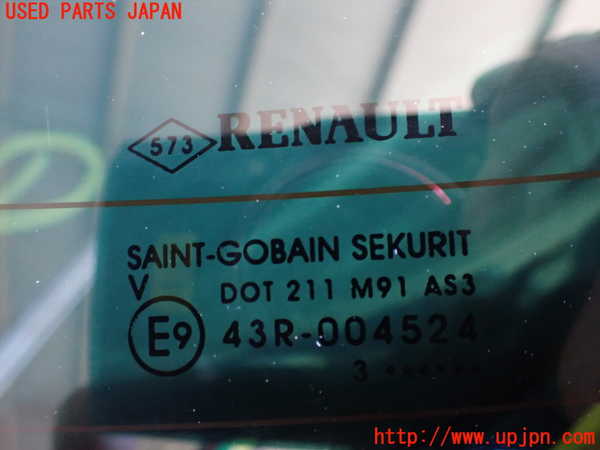 USED PARTS JAPAN
573 RENAULT
SAINT-GOBAIN SEKURIT
V DOT 211 M91 AS3
E9 43R-004524
3 ••••••
http://www.upjpn.com/